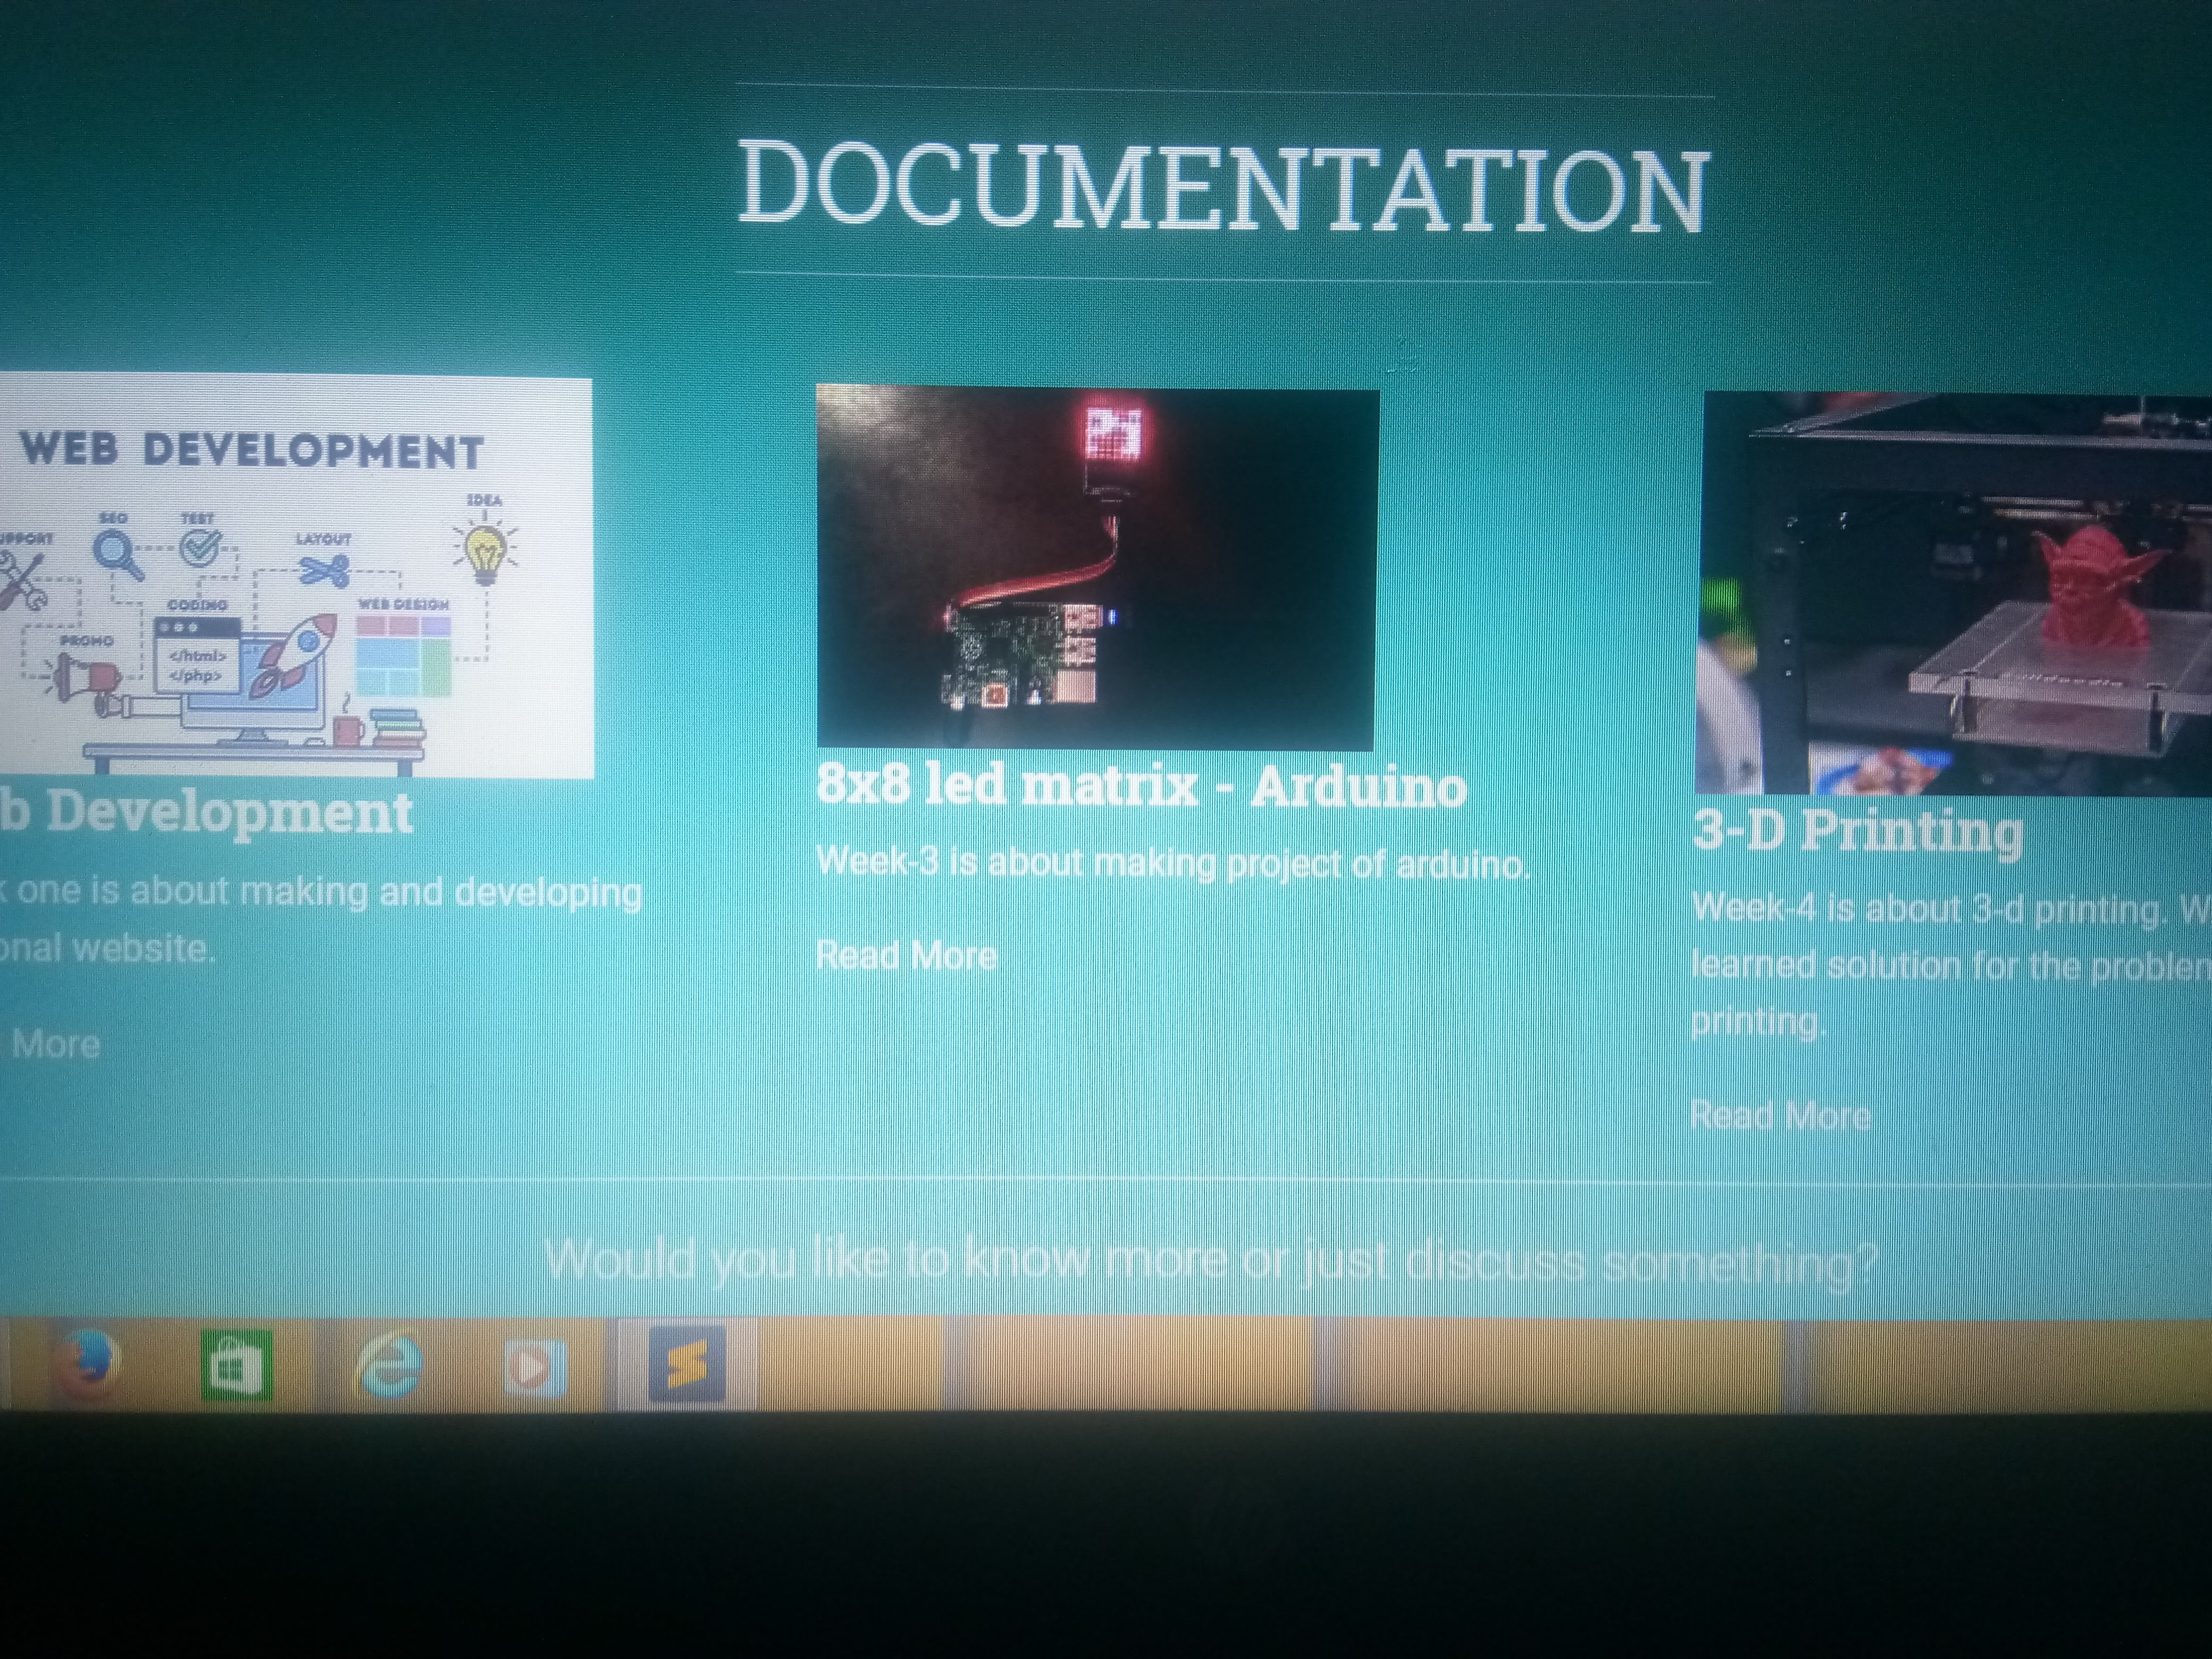 DOCUMENTATION
WEB DEVELOPMENT
IDEA
SEO
TEST
UPPORT
LAYOUT
CODING
WEB DESIGN
PROMO
</html>
</php>
b Development
one is about making and developing
onal website.
More
8x8 led matrix - Arduino
Week-3 is about making project of arduino.
Read More
3-D Printing
Week-4 is about 3-d printing. W
learned solution for the problem
printing.
Read More
Would you like to know more or just discuss something?